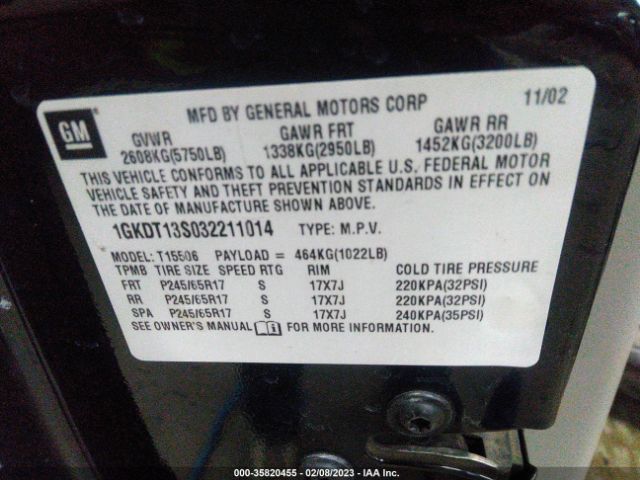 MFD BY GENERAL MOTORS CORP 11/02
GM
GVWR GAWR FRT GAWR RR
2608KG(5750LB) 1338KG(2950LB) 1452KG(3200LB)
THIS VEHICLE CONFORMS TO ALL APPLICABLE U.S. FEDERAL MOTOR
VEHICLE SAFETY AND THEFT PREVENTION STANDARDS IN EFFECT ON
THE DATE OF MANUFACTURE SHOWN ABOVE.
1GKDT13S032211014 TYPE: M.P.V.
MODEL: T15506 PAYLOAD = 464KG(1022LB)
TPMB TIRE SIZE SPEED RTG RIM COLD TIRE PRESSURE
FRT P245/65R17 S 17X7J 220KPA(32PSI)
RR P245/65R17 S 17X7J 220KPA(32PSI)
SPA P245/65R17 S 17X7J 240KPA(35PSI)
SEE OWNER'S MANUAL FOR MORE INFORMATION.
000-35820455 - 02/08/2023 - IAA Inc.